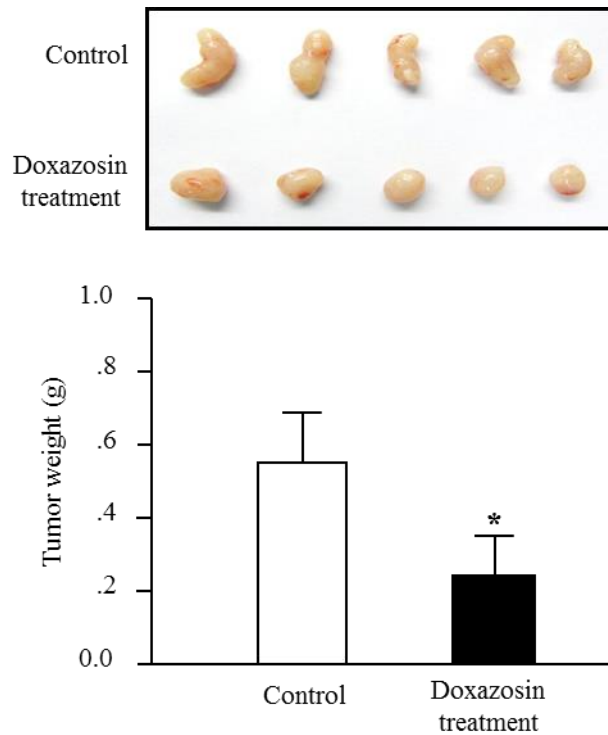 Control
Doxazosin
treatment
1.0
.8
.6
.4
.2
0.0
Tumor weight (g)
*
Control
Doxazosin
treatment